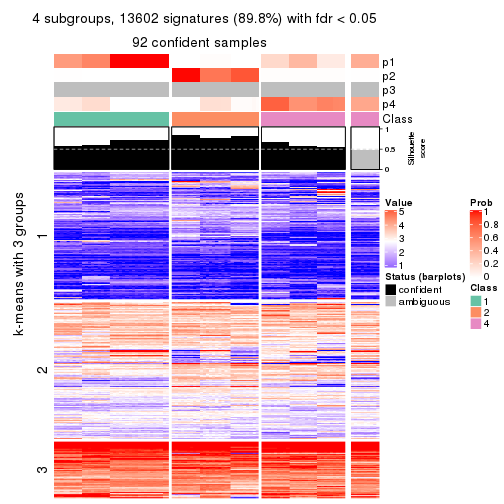 4 subgroups, 13602 signatures (89.8%) with fdr < 0.05
92 confident samples
p1
p2
p3
p4
Class
1
0.5
0
Silhouette
score
k-means with 3 groups
1
2
3
Value
5
4
3
2
1
Status (barplots)
confident
ambiguous
Prob
1
0.8
0.6
0.4
0.2
0
Class
1
2
4